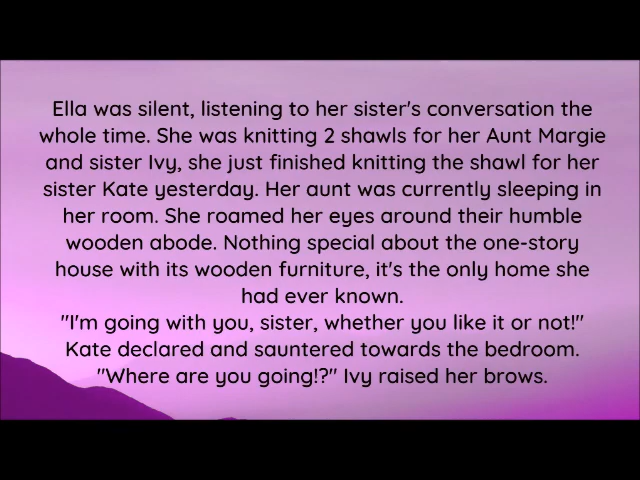 Ella was silent, listening to her sister's conversation the
whole time. She was knitting 2 shawls for her Aunt Margie
and sister Ivy, she just finished knitting the shawl for her
sister Kate yesterday. Her aunt was currently sleeping in
her room. She roamed her eyes around their humble
wooden abode. Nothing special about the one-story
house with its wooden furniture, it's the only home she
had ever known.
"I'm going with you, sister, whether you like it or not!"
Kate declared and sauntered towards the bedroom.
"Where are you going!?" Ivy raised her brows.